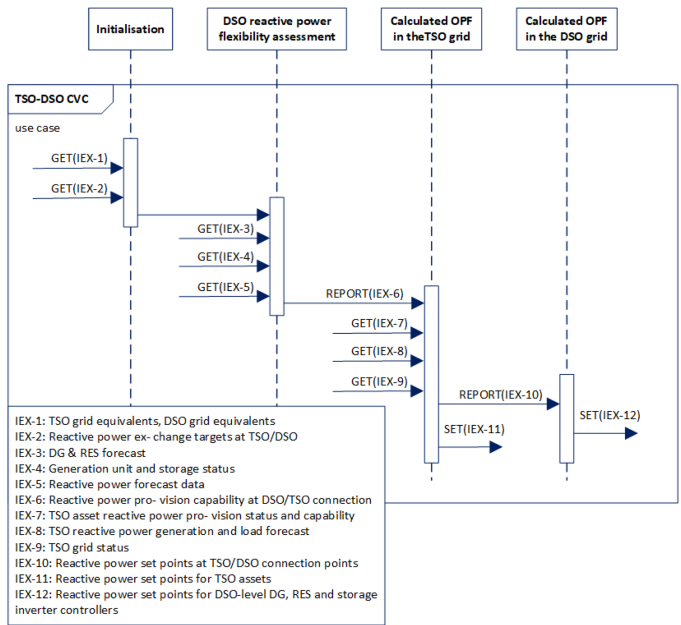 Initialisation
DSO reactive power
flexibility assessment
Calculated OPF
in theTSO grid
Calculated OPF
in the DSO grid
TSO-DSO CVC
use case
GET(IEX-1)
GET(IEX-2)
GET(IEX-3)
GET(IEX-4)
GET(IEX-5)
REPORT(IEX-6)
GET(IEX-7)
GET(IEX-8)
GET(IEX-9)
REPORT(IEX-10)
SET(IEX-12)
SET(IEX-11)
IEX-1: TSO grid equivalents, DSO grid equivalents
IEX-2: Reactive power ex- change targets at TSO/DSO
IEX-3: DG & RES forecast
IEX-4: Generation unit and storage status
IEX-5: Reactive power forecast data
IEX-6: Reactive power pro- vision capability at DSO/TSO connection
IEX-7: TSO asset reactive power pro- vision status and capability
IEX-8: TSO reactive power generation and load forecast
IEX-9: TSO grid status
IEX-10: Reactive power set points at TSO/DSO connection points
IEX-11: Reactive power set points for TSO assets
IEX-12: Reactive power set points for DSO-level DG, RES and storage
inverter controllers